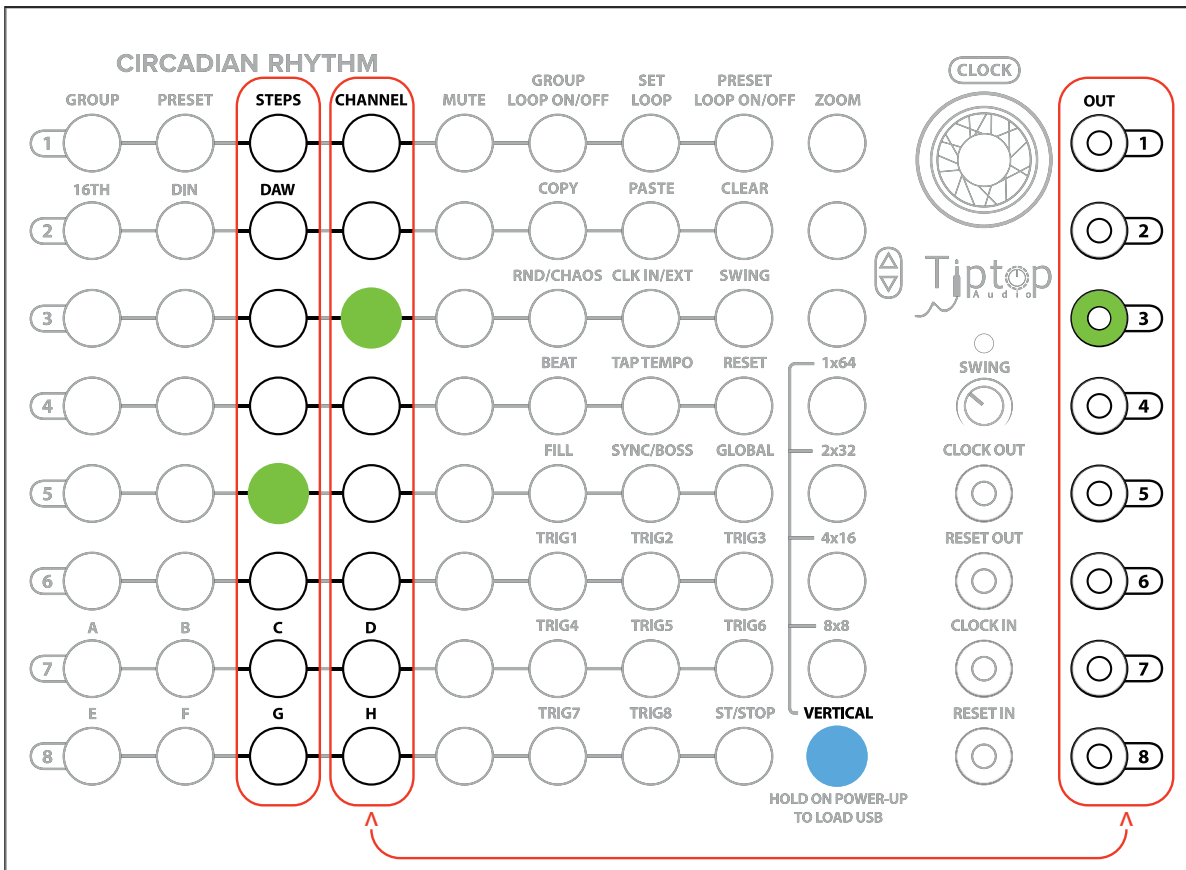 CIRCADIAN RHYTHM
GROUP PRESET STEPS CHANNEL MUTE GROUP LOOP ON/OFF SET LOOP PRESET LOOP ON/OFF ZOOM CLOCK OUT
1 1
16TH DIN DAW COPY PASTE CLEAR
2 2
RND/CHAOS CLK IN/EXT SWING
Tiptop
Audio
3 3
BEAT TAP TEMPO RESET 1x64 SWING
4 4
FILL SYNC/BOSS GLOBAL 2x32 CLOCK OUT
5 5
TRIG1 TRIG2 TRIG3 4x16 RESET OUT
6 6
A B C D TRIG4 TRIG5 TRIG6 8x8 CLOCK IN
7 7
E F G H TRIG7 TRIG8 ST/STOP VERTICAL RESET IN
8 8
HOLD ON POWER-UP
TO LOAD USB